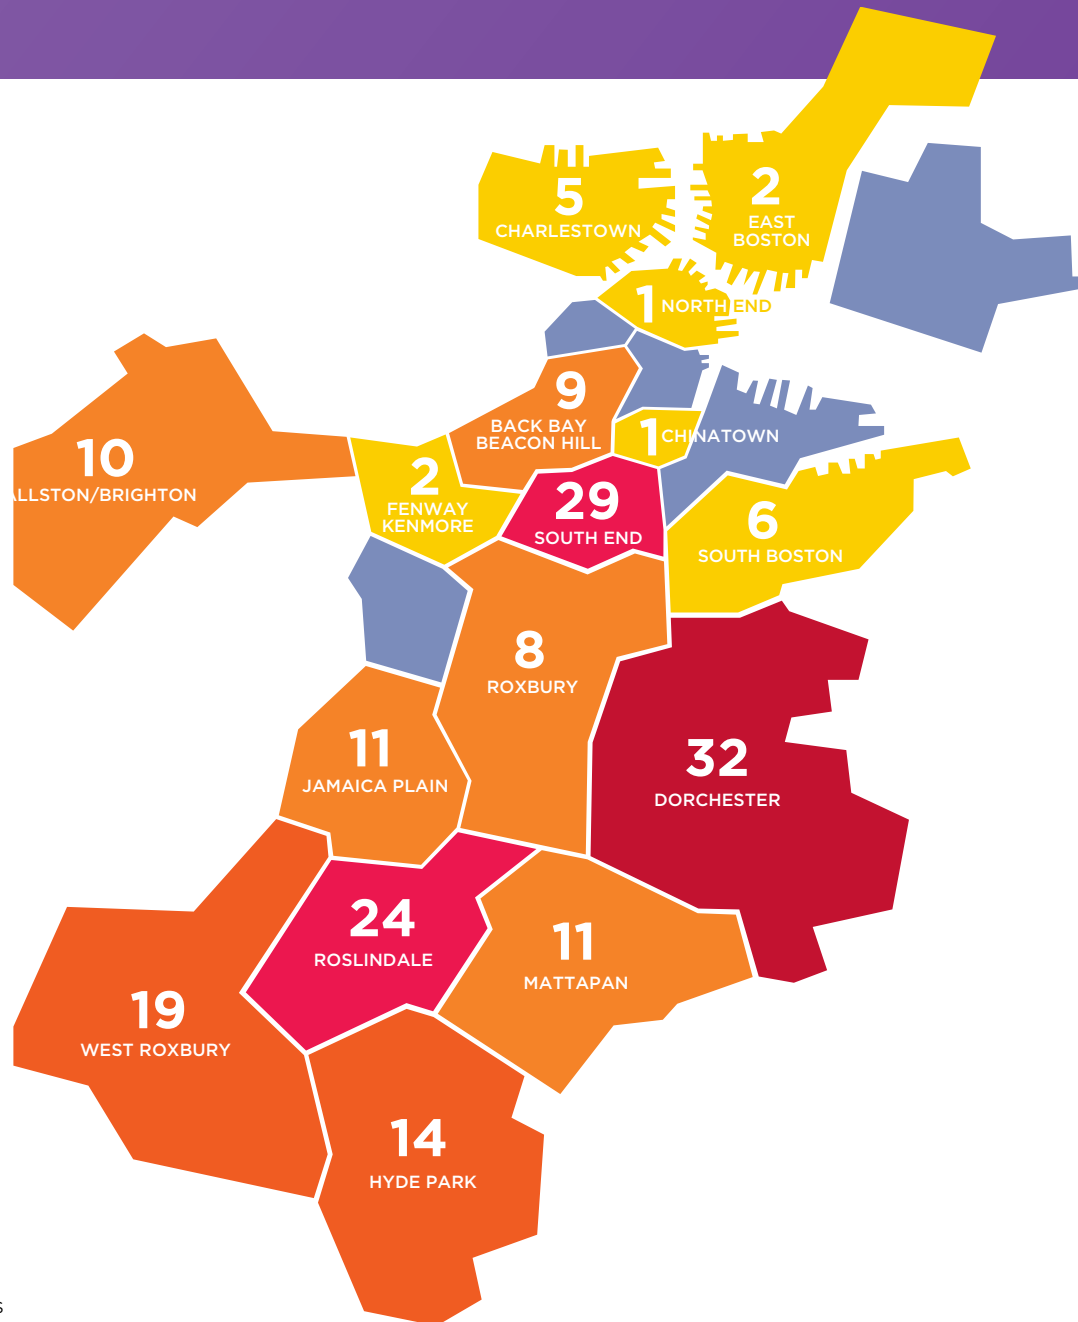 5
CHARLESTOWN
2
EAST
BOSTON
1 NORTH END
9
BACK BAY
BEACON HILL
1 CHINATOWN
10
ALLSTON/BRIGHTON
2
FENWAY
KENMORE
29
SOUTH END
6
SOUTH BOSTON
8
ROXBURY
11
JAMAICA PLAIN
32
DORCHESTER
24
ROSLINDALE
11
MATTAPAN
19
WEST ROXBURY
14
HYDE PARK